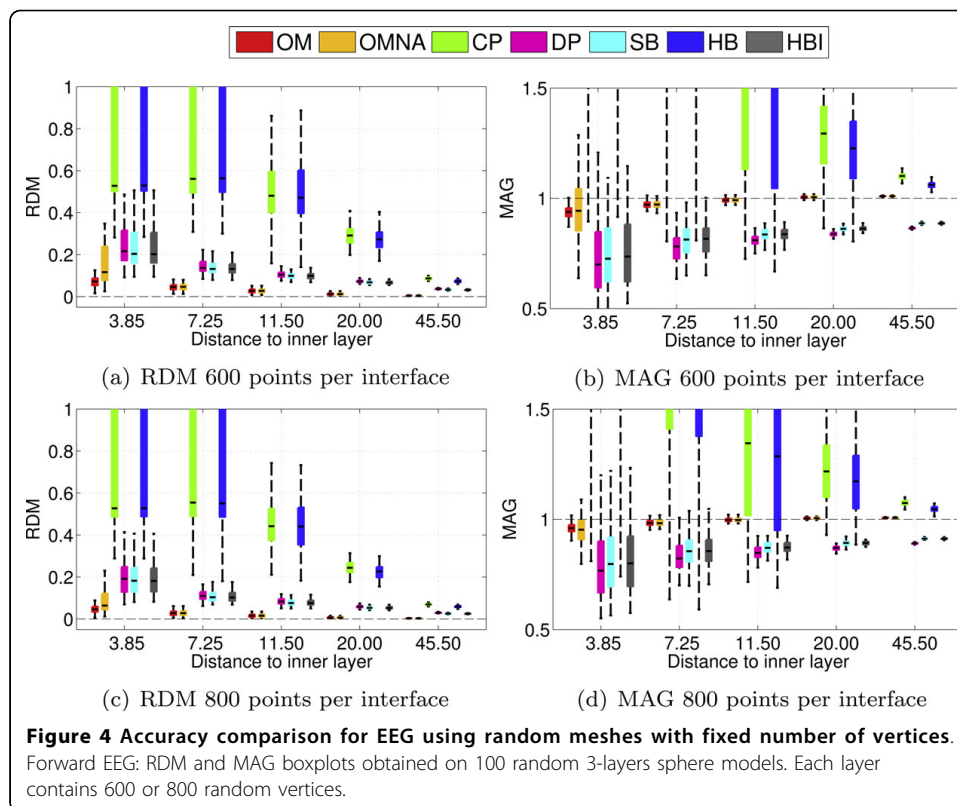 OM OMNA CP DP SB HB HBI
1
0.8
0.6
0.4
0.2
0
RDM
3.85 7.25 11.50 20.00 45.50
Distance to inner layer
(a) RDM 600 points per interface
1.5
1
0.5
MAG
3.85 7.25 11.50 20.00 45.50
Distance to inner layer
(b) MAG 600 points per interface
1
0.8
0.6
0.4
0.2
0
RDM
3.85 7.25 11.50 20.00 45.50
Distance to inner layer
(c) RDM 800 points per interface
1.5
1
0.5
MAG
3.85 7.25 11.50 20.00 45.50
Distance to inner layer
(d) MAG 800 points per interface
Figure 4 Accuracy comparison for EEG using random meshes with fixed number of vertices.
Forward EEG: RDM and MAG boxplots obtained on 100 random 3-layers sphere models. Each layer
contains 600 or 800 random vertices.